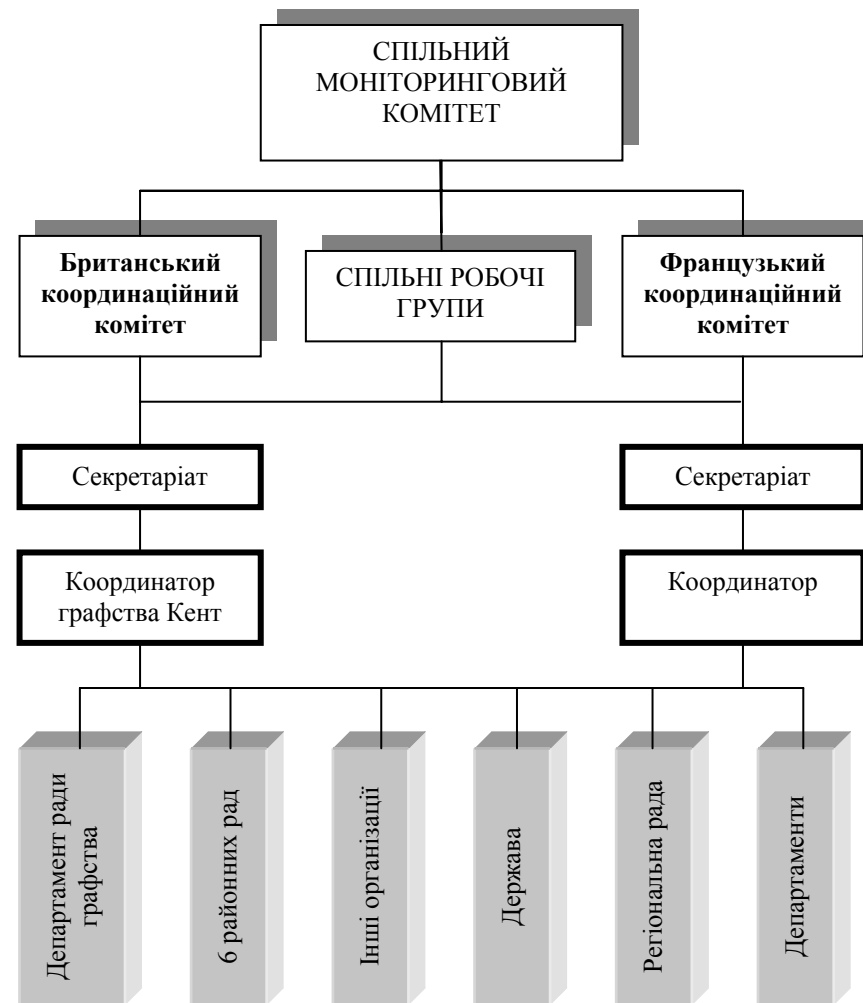 СПІЛЬНИЙ
МОНІТОРИНГОВИЙ
КОМІТЕТ
Британський
координаційний
комітет
СПІЛЬНІ РОБОЧІ
ГРУПИ
Французький
координаційний
комітет
Секретаріат
Секретаріат
Координатор
графства Кент
Координатор
Департамент ради
графства
6 районних рад
Інші організації
Держава
Регіональна рада
Департаменти